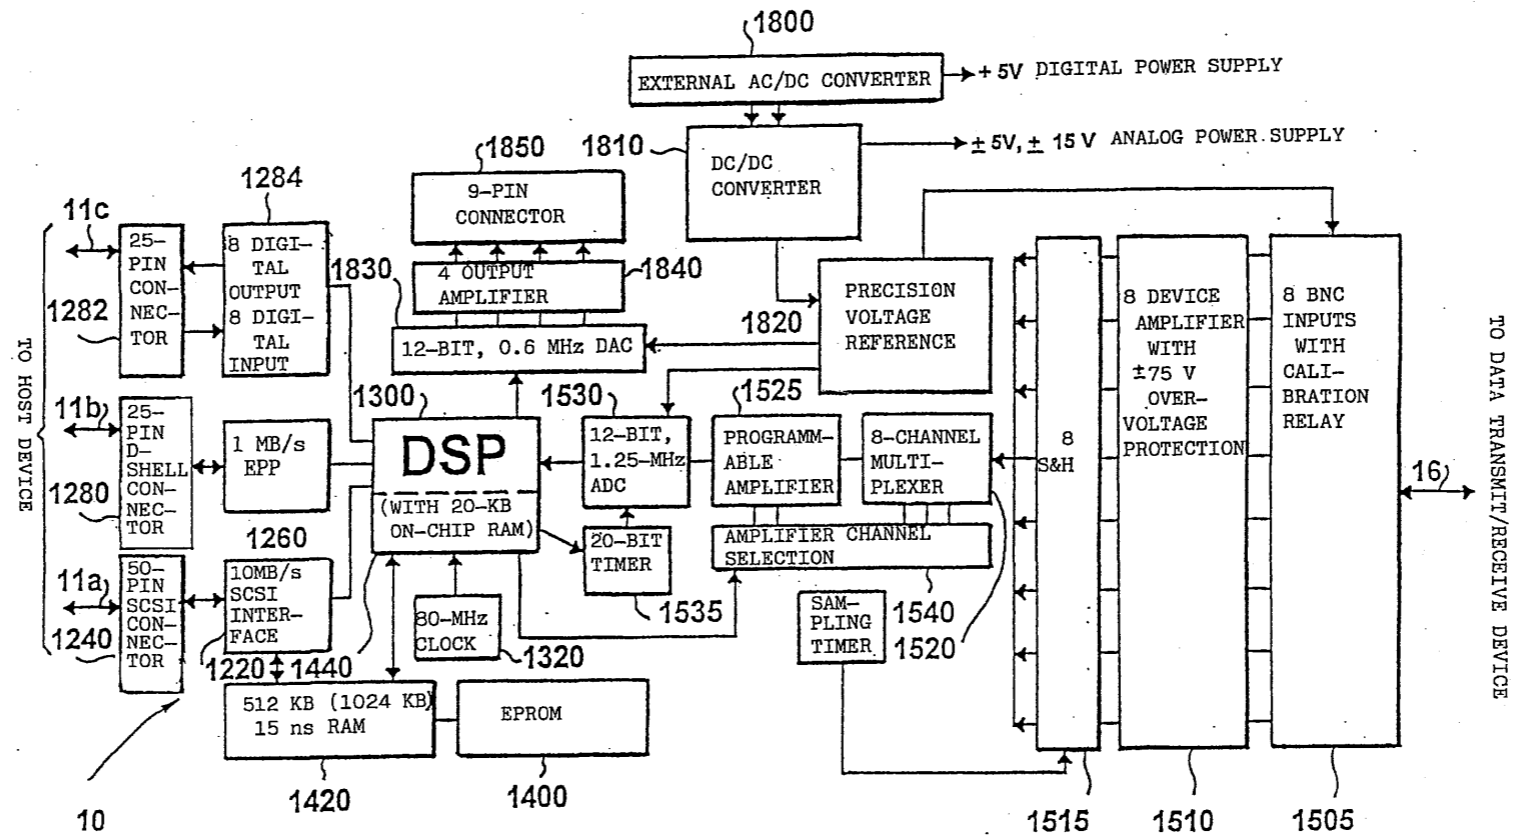 1800
EXTERNAL AC/DC CONVERTER
+ 5V DIGITAL POWER SUPPLY
1810
DC/DC
CONVERTER
± 5V, ± 15 V ANALOG POWER SUPPLY
1850
9-PIN
CONNECTOR
1284
11c
25-
PIN
CON-
NEC-
TOR
1282
8 DIGI-
TAL
OUTPUT
8 DIGI-
TAL
INPUT
1830
4 OUTPUT
AMPLIFIER
1840
12-BIT, 0.6 MHz DAC
1820
PRECISION
VOLTAGE
REFERENCE
TO HOST DEVICE
11b
25-
PIN
D-
SHELL
CON-
NEC-
TOR
1280
1 MB/s
EPP
1260
1300
DSP
(WITH 20-KB
ON-CHIP RAM)
1530
12-BIT,
1.25-MHz
ADC
1525
PROGRAMM-
ABLE
AMPLIFIER
8-CHANNEL
MULTI-
PLEXER
20-BIT
TIMER
1535
AMPLIFIER CHANNEL
SELECTION
1540
1520
SAM-
PLING
TIMER
11a
50-
PIN
SCSI
CON-
NEC-
TOR
1240
10MB/s
SCSI
INTER-
FACE
1220
1440
80-MHz
CLOCK
1320
512 KB (1024 KB)
15 ns RAM
1420
EPROM
1400
10
8
S&H
1515
8 DEVICE
AMPLIFIER
WITH
±75 V
OVER-
VOLTAGE
PROTECTION
1510
8 BNC
INPUTS
WITH
CALI-
BRATION
RELAY
1505
16
TO DATA TRANSMIT/RECEIVE DEVICE